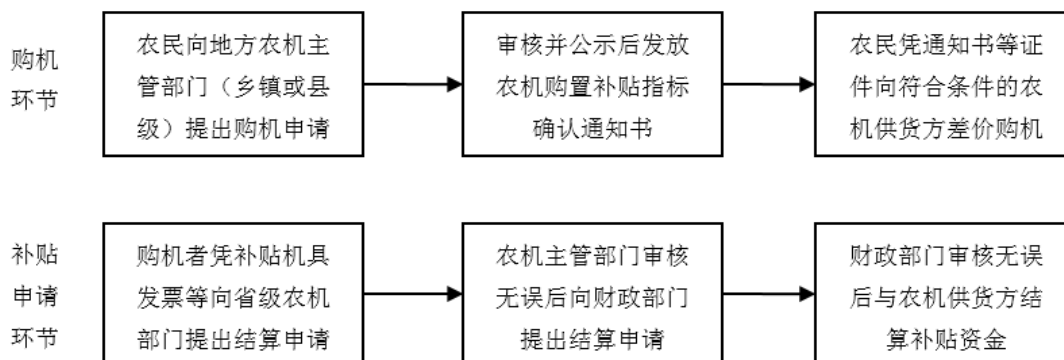 购机
环节
农民向地方农机主
管部门（乡镇或县
级）提出购机申请
审核并公示后发放
农机购置补贴指标
确认通知书
农民凭通知书等证
件向符合条件的农
机供货方差价购机
补贴
申请
环节
购机者凭补贴机具
发票等向省级农机
部门提出结算申请
农机主管部门审核
无误后向财政部门
提出结算申请
财政部门审核无误
后与农机供货方结
算补贴资金